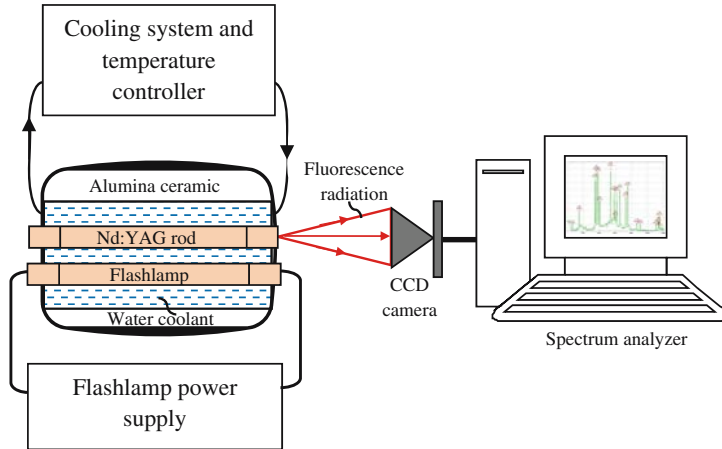 Cooling system and
temperature
controller
Fluorescence
radiation
Alumina ceramic
Nd:YAG rod
Flashlamp
Water coolant
CCD
camera
Spectrum analyzer
Flashlamp power
supply